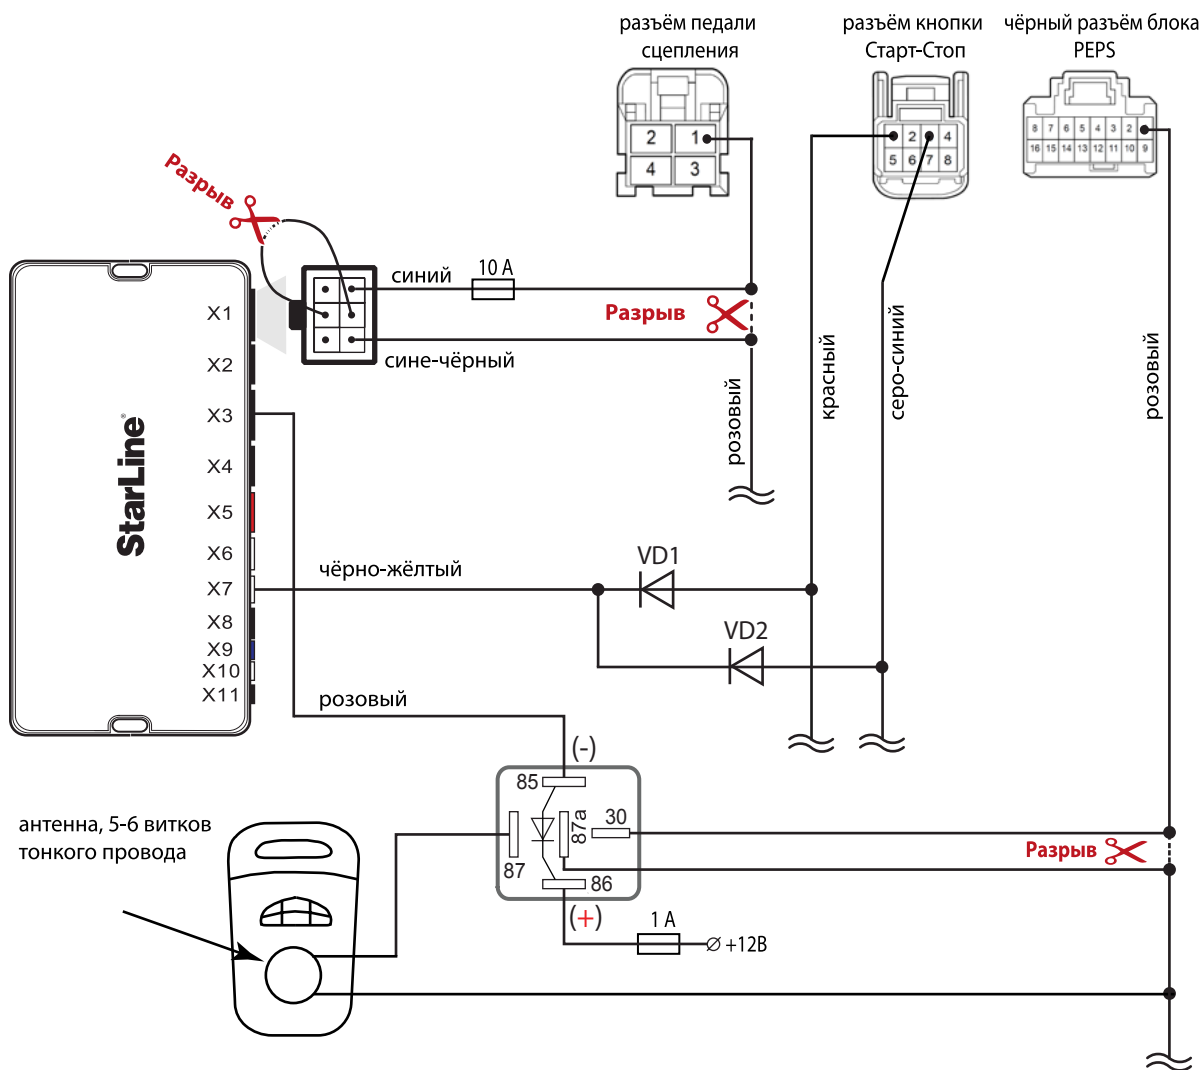 разъём педали
сцепления
разъём кнопки
Старт-Стоп
чёрный разъём блока
PEPS
2 1
4 3
2 4
5 6 7 8
8 7 6 5 4 3 2
16 15 14 13 12 11 10 9
Разрыв
синий
10 А
Разрыв
сине-чёрный
розовый
красный
серо-синий
розовый
StarLine®
X1
X2
X3
X4
X5
X6
X7
X8
X9
X10
X11
чёрно-жёлтый
VD1
VD2
розовый
(-)
85
87a
30
87
86
(+)
1 А
+12В
Разрыв
антенна, 5-6 витков
тонкого провода